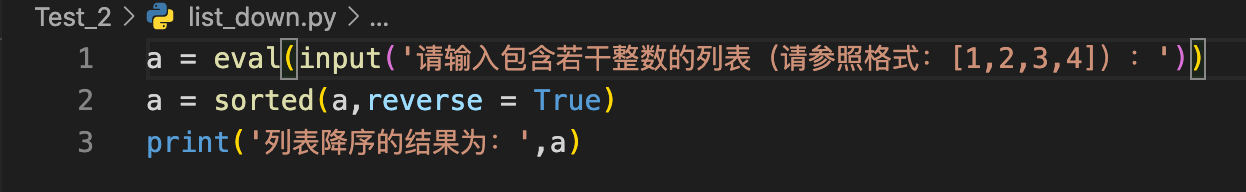 Test_2 > list_down.py > ...
1 a = eval(input('请输入包含若干整数的列表（请参照格式：[1,2,3,4]）：'))
2 a = sorted(a,reverse = True)
3 print('列表降序的结果为：',a)